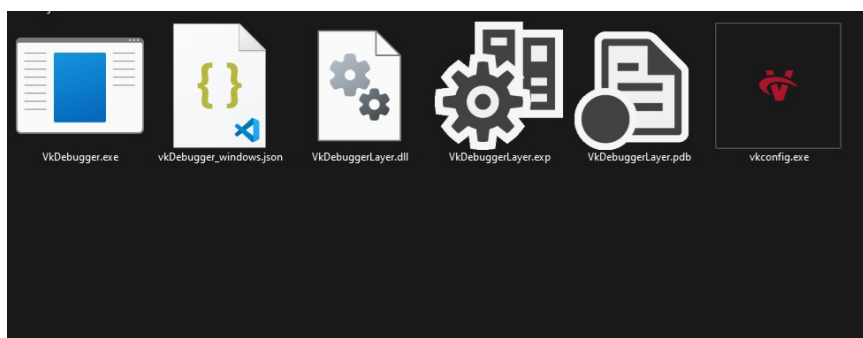 VkDebugger.exe
vkDebugger_windows.json
VkDebuggerLayer.dll
VkDebuggerLayer.exp
VkDebuggerLayer.pdb
vkconfig.exe